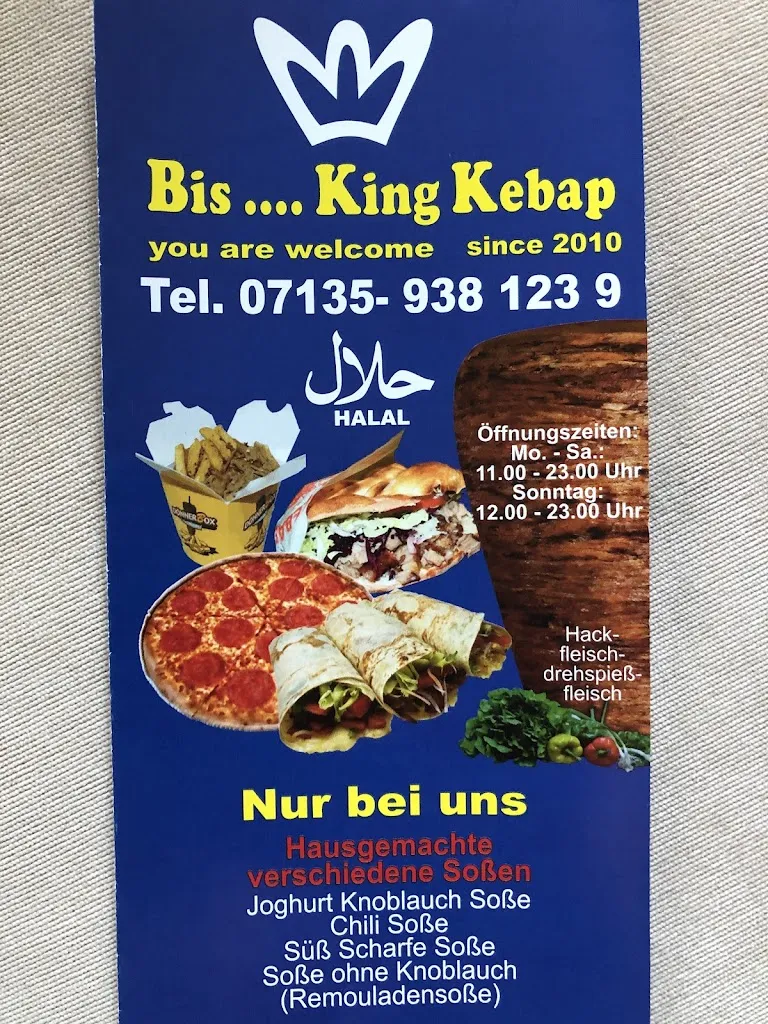 Bis .... King Kebap
you are welcome since 2010
Tel. 07135- 938 123 9
حلال
HALAL
Öffnungszeiten:
Mo. - Sa.:
11.00 - 23.00 Uhr
Sonntag:
12.00 - 23.00 Uhr
DÖNNERBOX
Hack-
fleisch-
drehspieß-
fleisch
Nur bei uns
Hausgemachte
verschiedene Soßen
Joghurt Knoblauch Soße
Chili Soße
Süß Scharfe Soße
Soße ohne Knoblauch
(Remouladensoße)